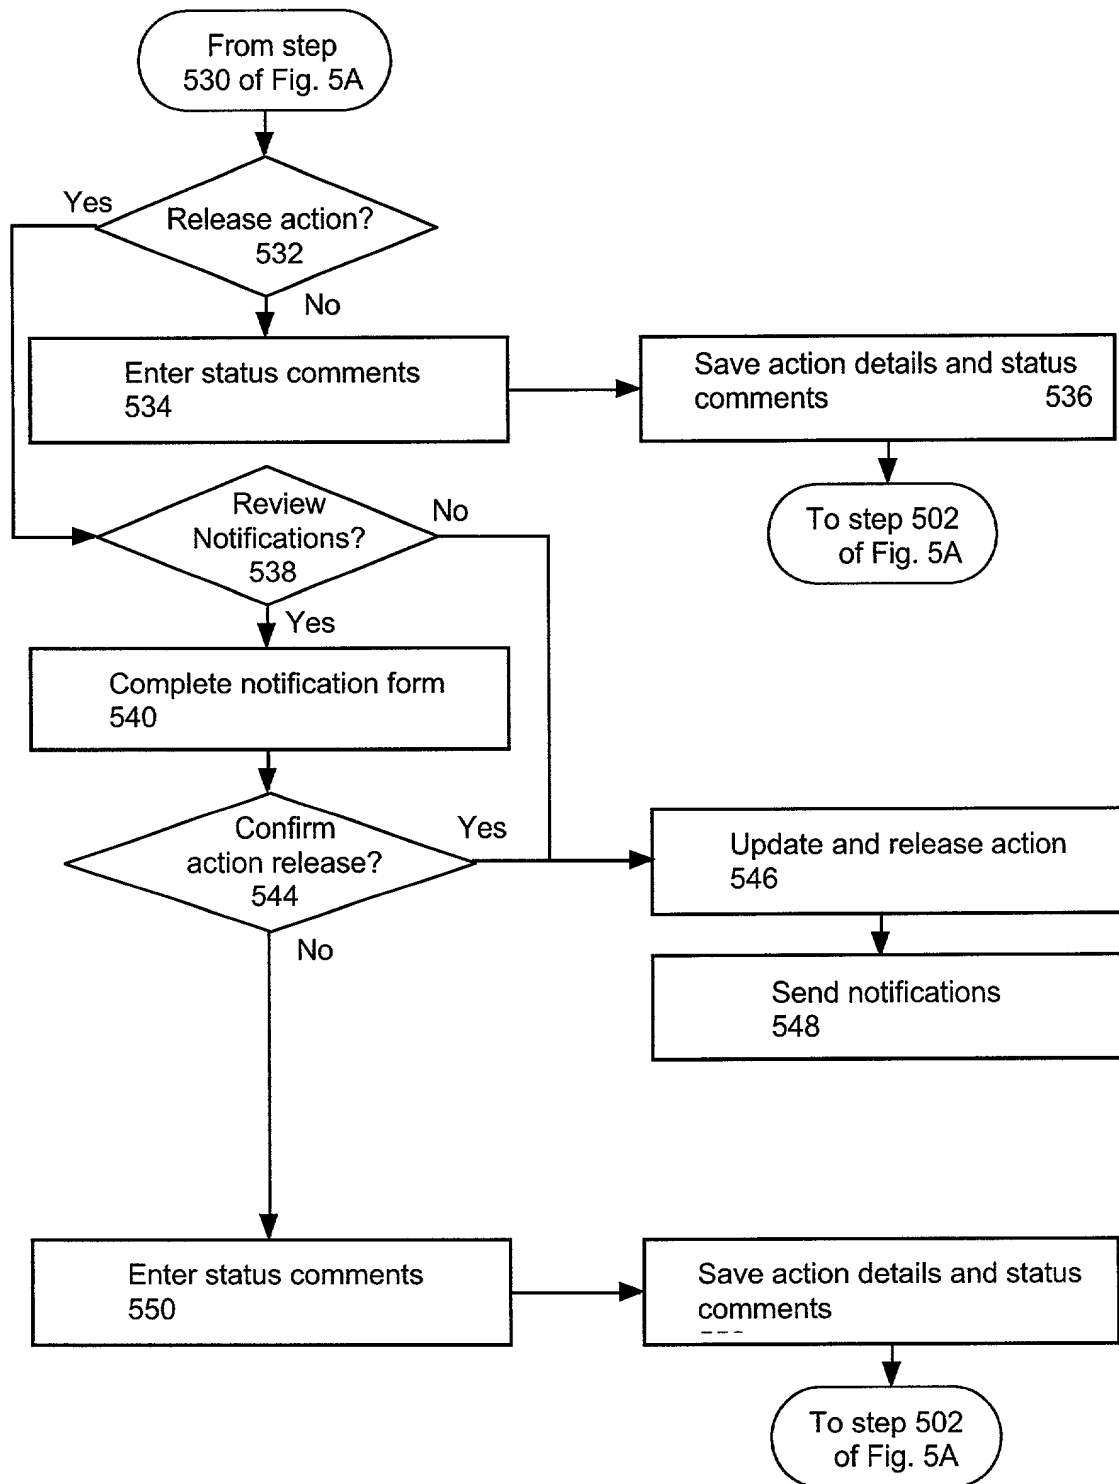 From step
530 of Fig. 5A
Yes
Release action?
532
No
Enter status comments
534
Save action details and status
comments 536
Review
Notifications?
538
No
To step 502
of Fig. 5A
Yes
Complete notification form
540
Confirm
action release?
544
Yes
Update and release action
546
No
Send notifications
548
Enter status comments
550
Save action details and status
comments
To step 502
of Fig. 5A